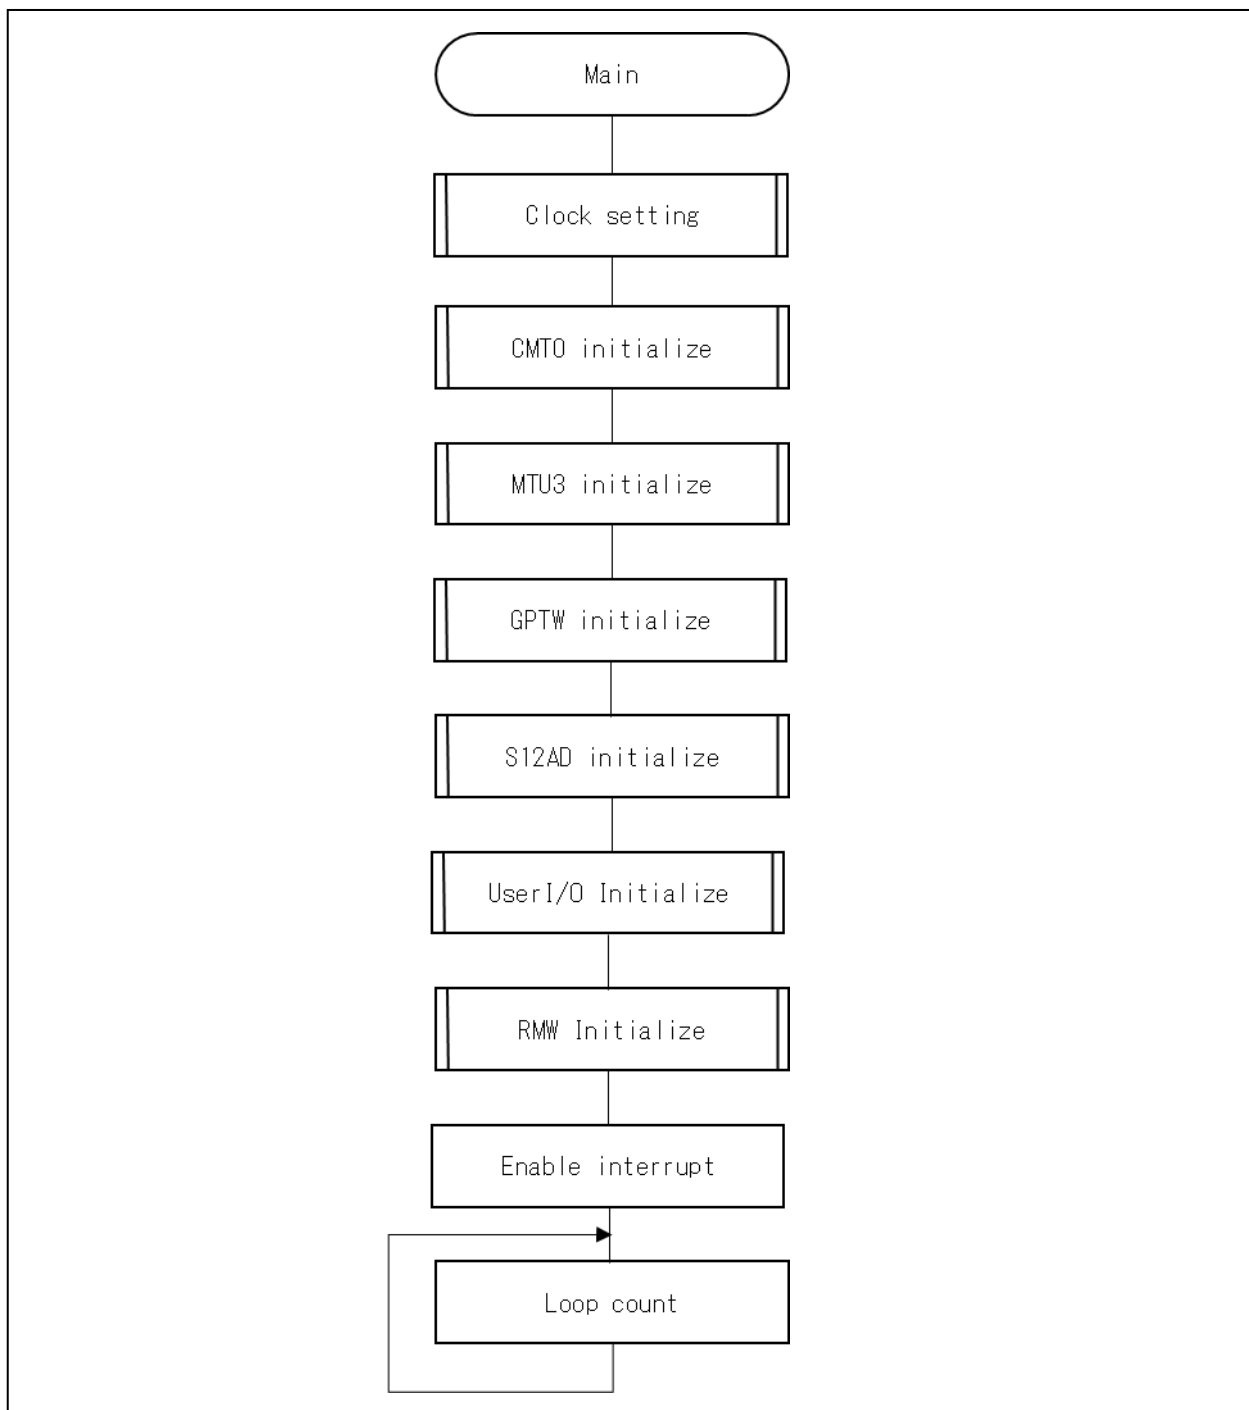 Main
Clock setting
CMT0 initialize
MTU3 initialize
GPTW initialize
S12AD initialize
UserI/O Initialize
RMW Initialize
Enable interrupt
Loop count